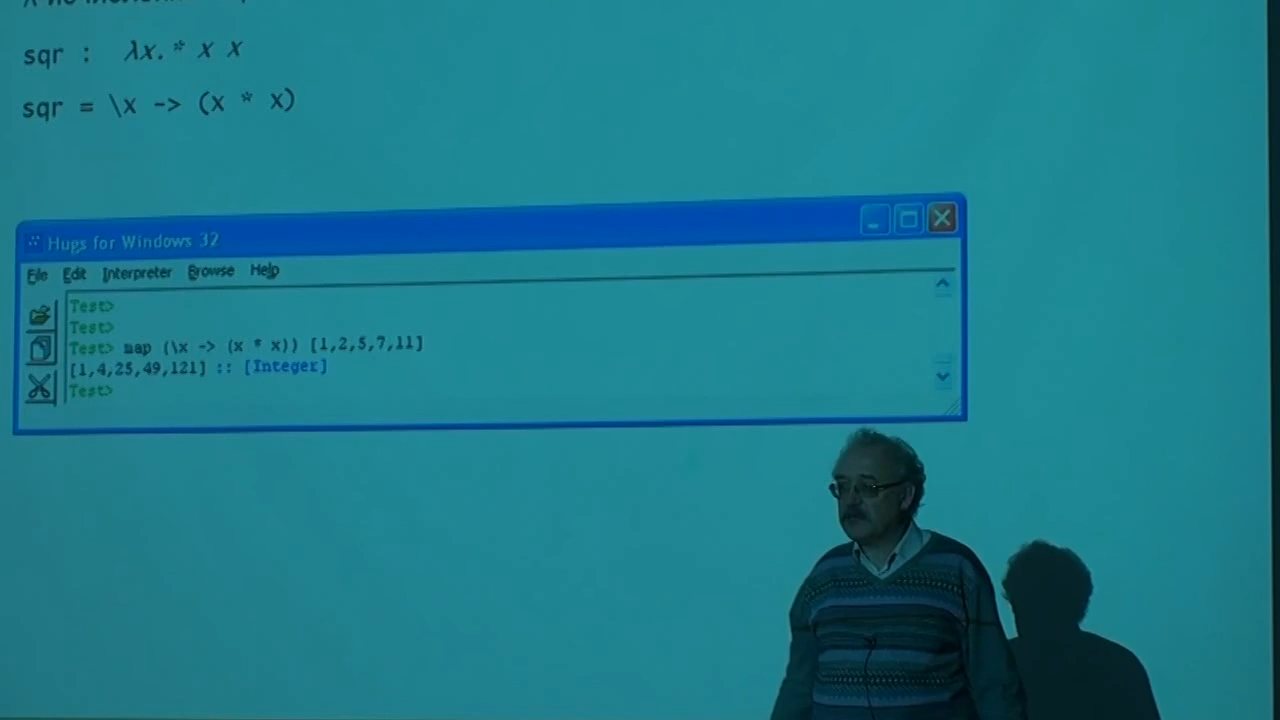 sqr : λx. * x x
sqr = \x -> (x * x)
Hugs for Windows 32
File Edit Interpreter Browse Help
Test>
Test>
Test> map (\x -> (x * x)) [1,2,5,7,11]
[1,4,25,49,121] :: [Integer]
Test>